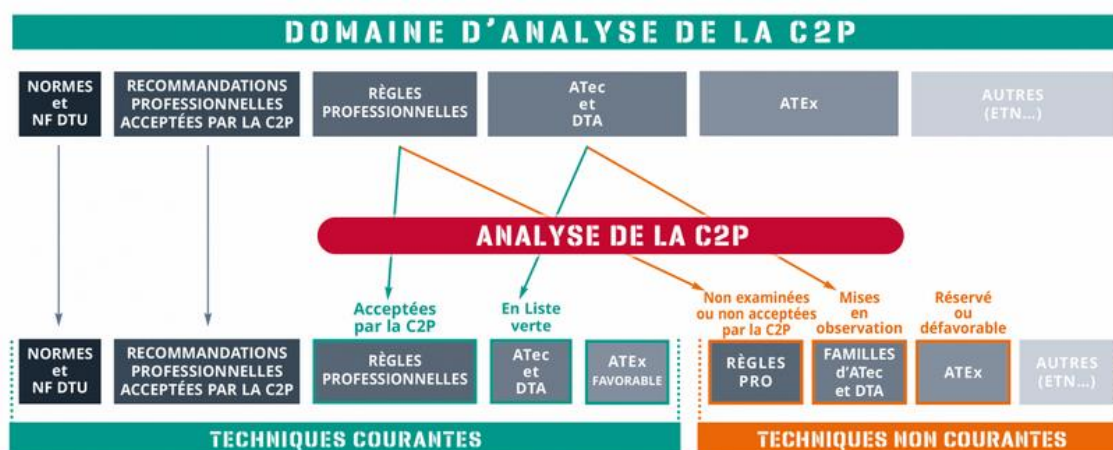 DOMAINE D'ANALYSE DE LA C2P
NORMES
et
NF DTU
RECOMMANDATIONS
PROFESSIONNELLES
ACCEPTÉES PAR LA C2P
RÈGLES
PROFESSIONNELLES
ATec
et
DTA
ATEx
AUTRES
(ETN...)
ANALYSE DE LA C2P
Acceptées
par la C2P
En Liste
verte
Non examinées
ou non acceptées
par la C2P
Mises
en
observation
Réservé
ou
défavorable
NORMES
et
NF DTU
RECOMMANDATIONS
PROFESSIONNELLES
ACCEPTÉES PAR LA C2P
RÈGLES
PROFESSIONNELLES
ATec
et
DTA
ATEx
FAVORABLE
RÈGLES
PRO
FAMILLES
d'ATec
et DTA
ATEx
AUTRES
(ETN...)
TECHNIQUES COURANTES
TECHNIQUES NON COURANTES